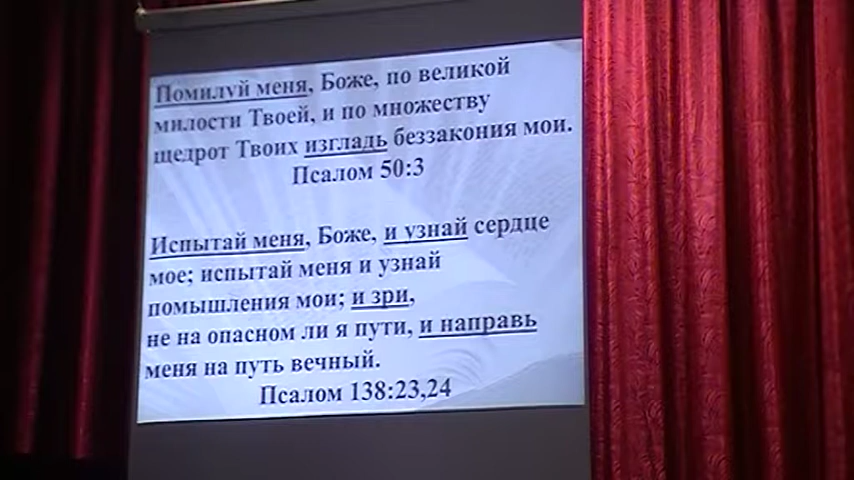 Помилуй меня, Боже, по великой
милости Твоей, и по множеству
щедрот Твоих изгладь беззакония мои.
Псалом 50:3
Испытай меня, Боже, и узнай сердце
мое; испытай меня и узнай
помышления мои; и зри,
не на опасном ли я пути, и направь
меня на путь вечный.
Псалом 138:23,24